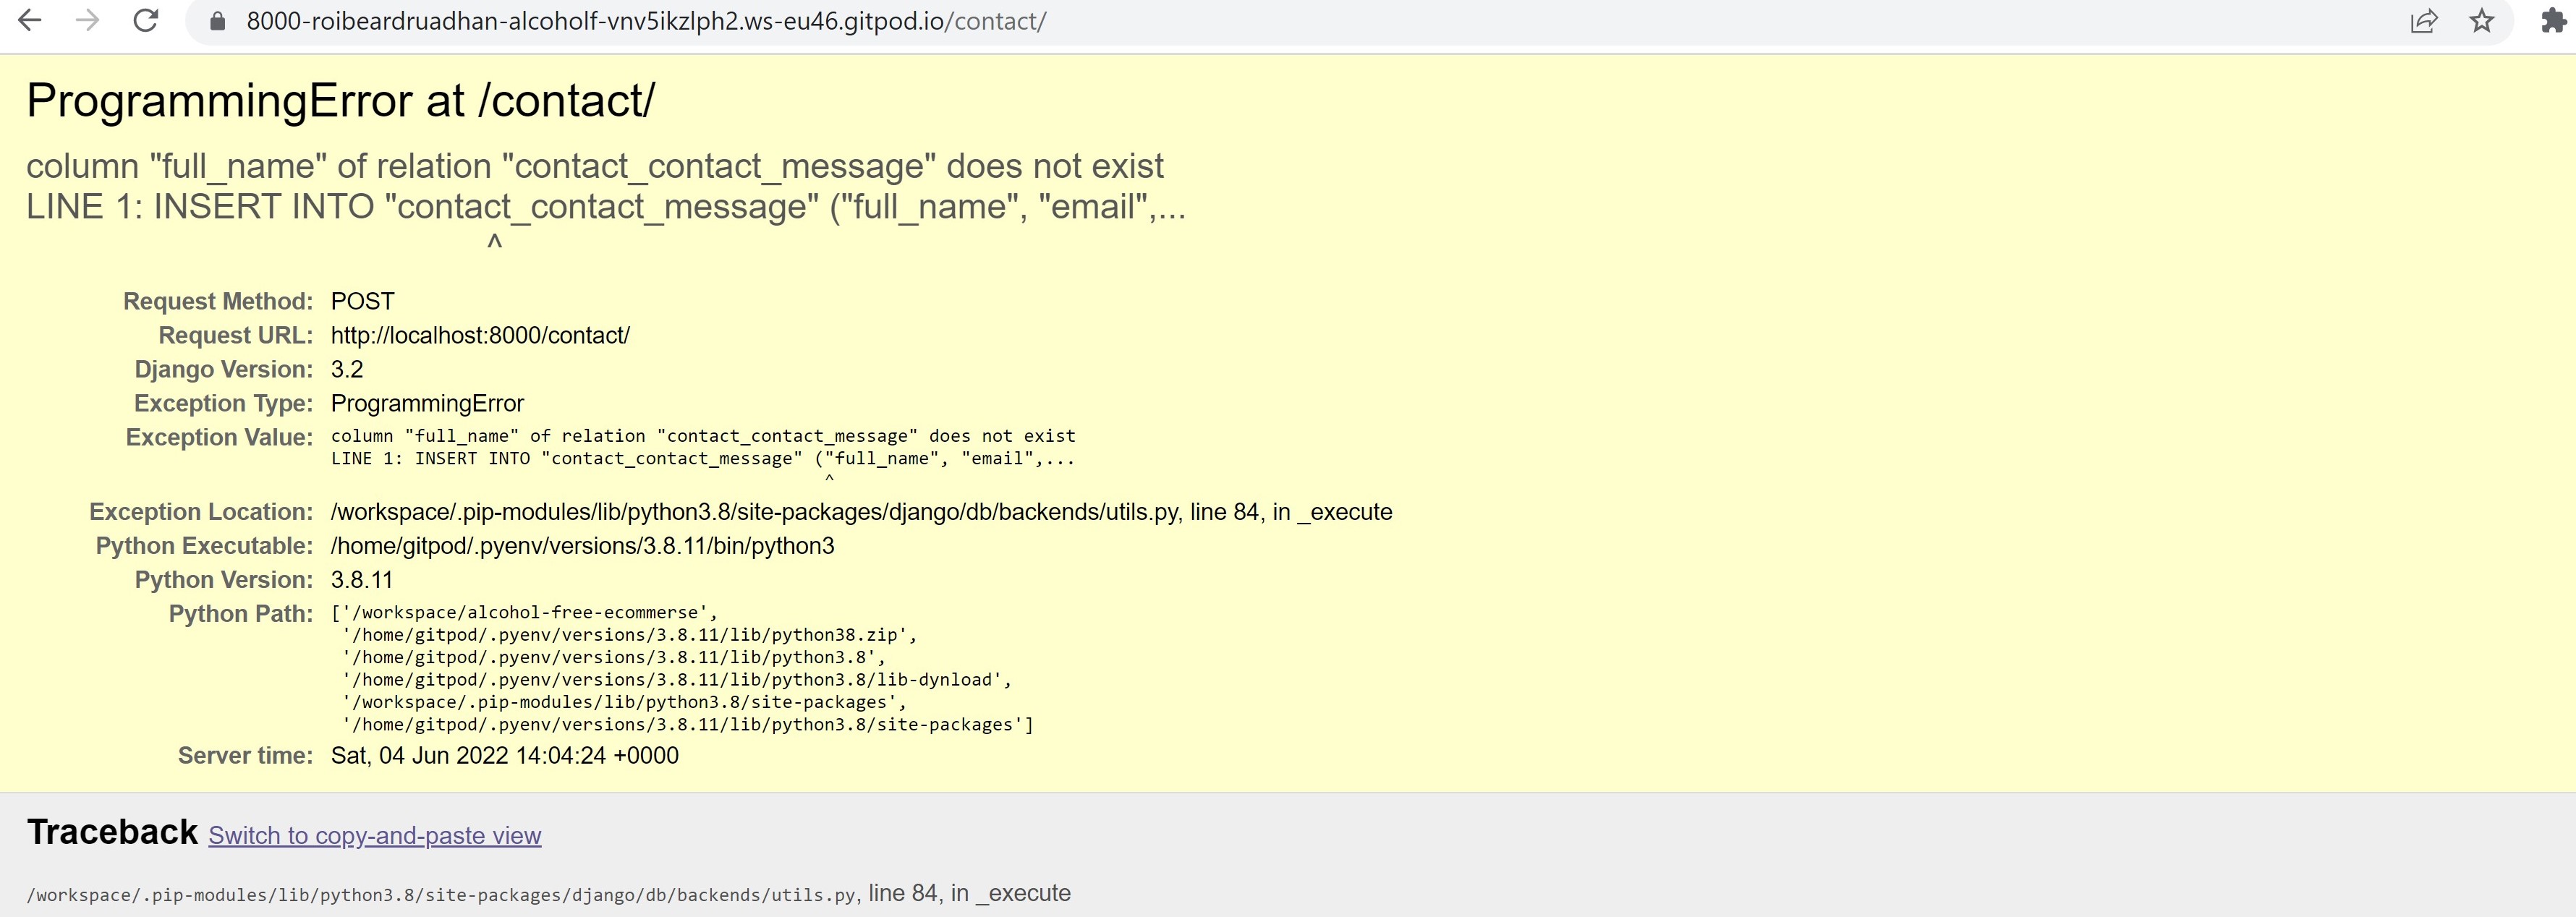 8000-roibeardruadhan-alcoholf-vnv5ikzlph2.ws-eu46.gitpod.io/contact/
ProgrammingError at /contact/
column "full_name" of relation "contact_contact_message" does not exist
LINE 1: INSERT INTO "contact_contact_message" ("full_name", "email",...
^
Request Method: POST
Request URL: http://localhost:8000/contact/
Django Version: 3.2
Exception Type: ProgrammingError
Exception Value: column "full_name" of relation "contact_contact_message" does not exist
LINE 1: INSERT INTO "contact_contact_message" ("full_name", "email",...
^
Exception Location: /workspace/.pip-modules/lib/python3.8/site-packages/django/db/backends/utils.py, line 84, in _execute
Python Executable: /home/gitpod/.pyenv/versions/3.8.11/bin/python3
Python Version: 3.8.11
Python Path: ['/workspace/alcohol-free-ecommerse',
'/home/gitpod/.pyenv/versions/3.8.11/lib/python38.zip',
'/home/gitpod/.pyenv/versions/3.8.11/lib/python3.8',
'/home/gitpod/.pyenv/versions/3.8.11/lib/python3.8/lib-dynload',
'/workspace/.pip-modules/lib/python3.8/site-packages',
'/home/gitpod/.pyenv/versions/3.8.11/lib/python3.8/site-packages']
Server time: Sat, 04 Jun 2022 14:04:24 +0000
Traceback Switch to copy-and-paste view
/workspace/.pip-modules/lib/python3.8/site-packages/django/db/backends/utils.py, line 84, in _execute